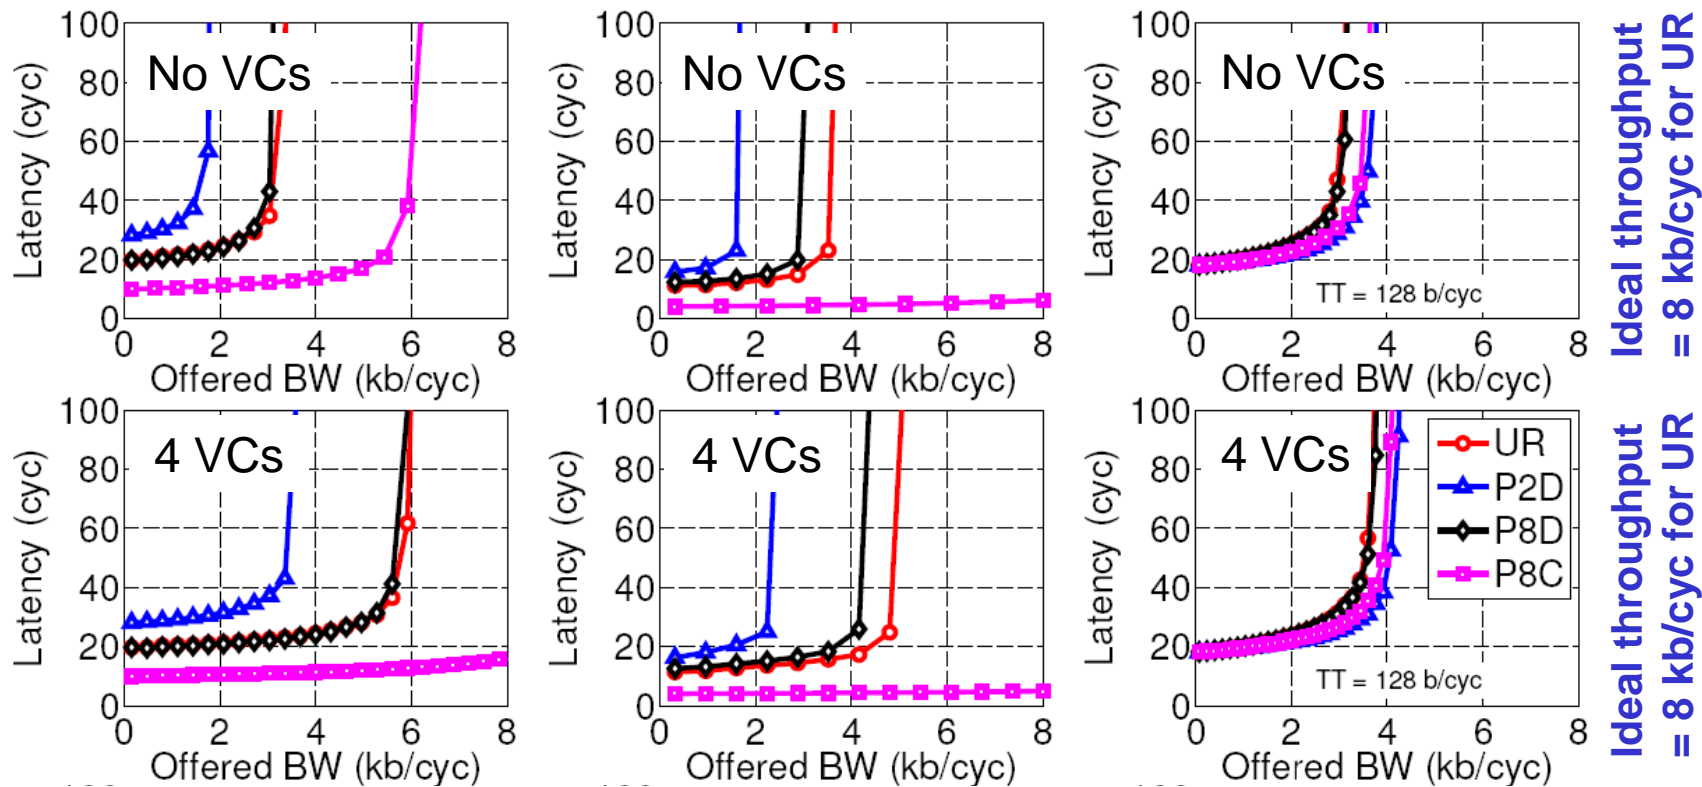 100
80
60
40
20
0
Latency (cyc)
No VCs
0 2 4 6 8
Offered BW (kb/cyc)
100
80
60
40
20
0
Latency (cyc)
No VCs
0 2 4 6 8
Offered BW (kb/cyc)
100
80
60
40
20
0
Latency (cyc)
No VCs
TT = 128 b/cyc
0 2 4 6 8
Offered BW (kb/cyc)
Ideal throughput
= 8 kb/cyc for UR
100
80
60
40
20
0
Latency (cyc)
4 VCs
0 2 4 6 8
Offered BW (kb/cyc)
100
80
60
40
20
0
Latency (cyc)
4 VCs
0 2 4 6 8
Offered BW (kb/cyc)
100
80
60
40
20
0
Latency (cyc)
4 VCs
UR
P2D
P8D
P8C
TT = 128 b/cyc
0 2 4 6 8
Offered BW (kb/cyc)
Ideal throughput
= 8 kb/cyc for UR